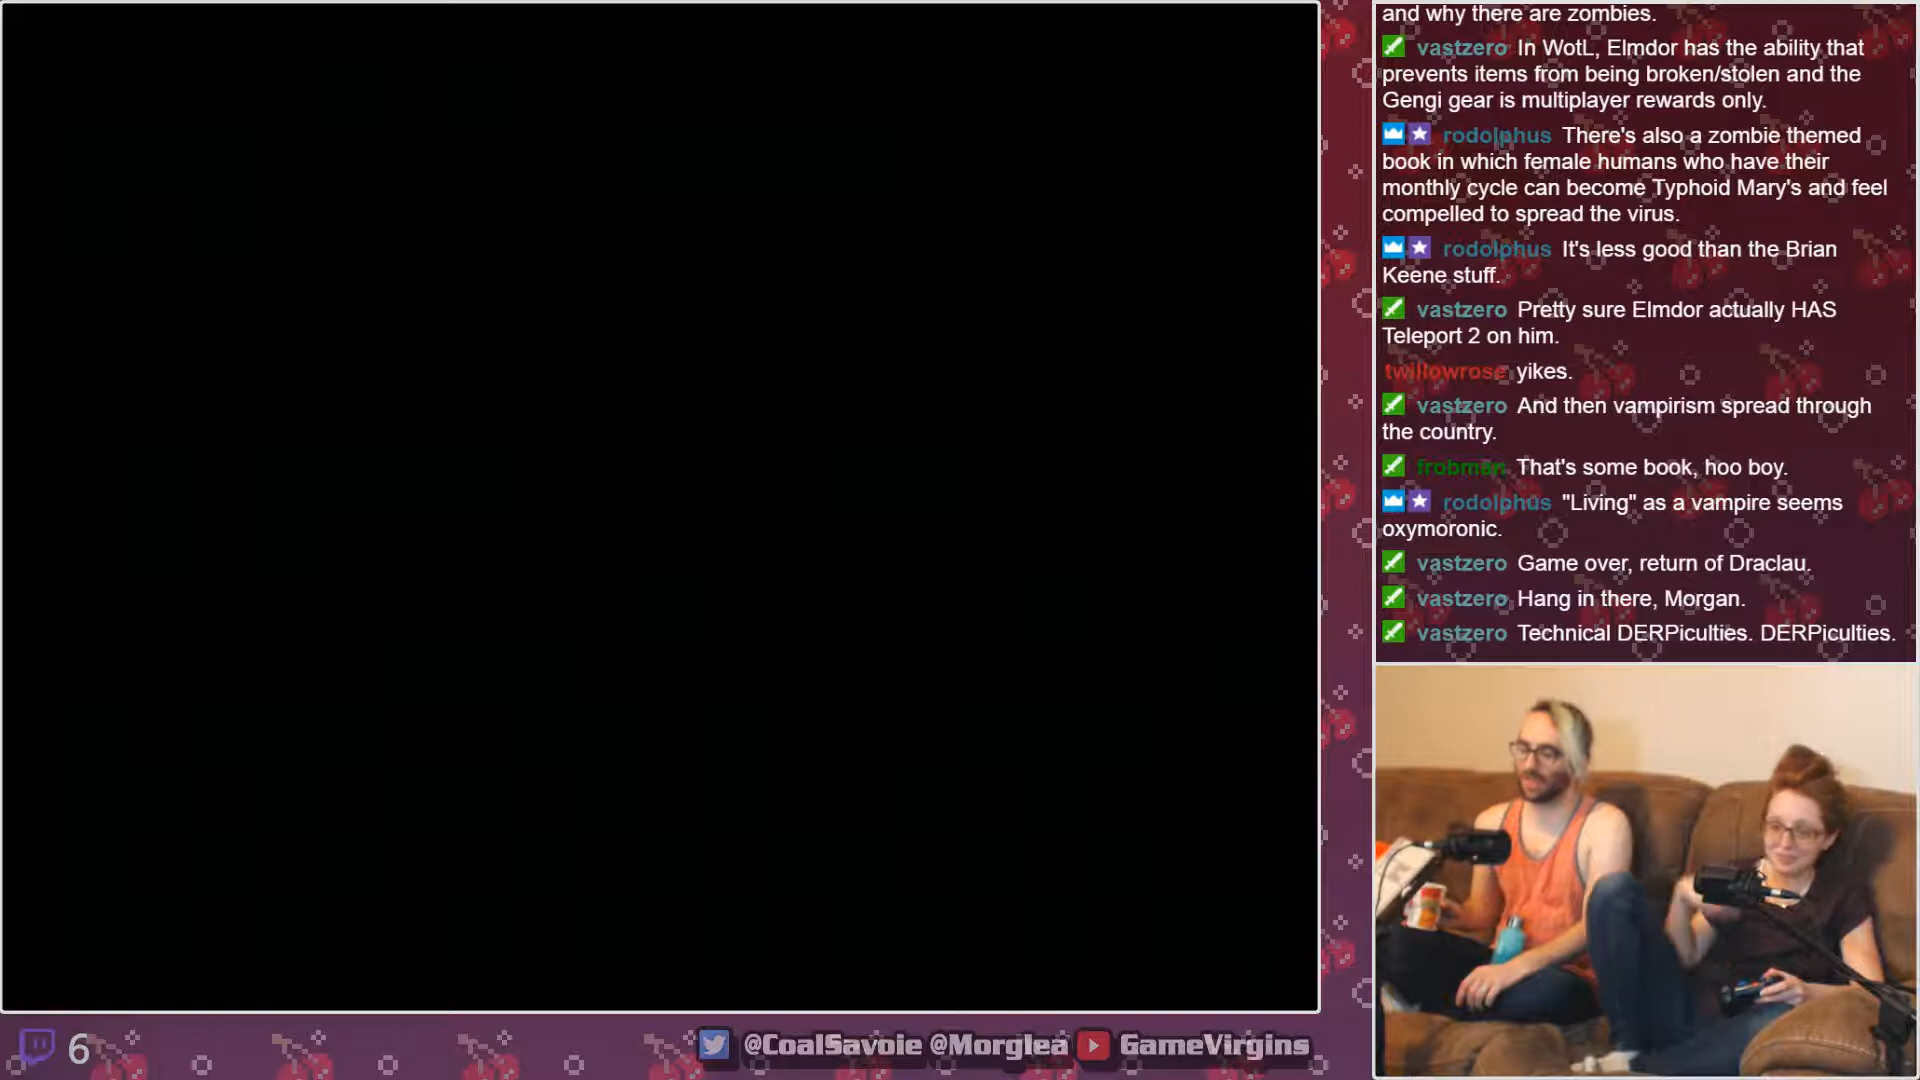 and why there are zombies.
vastzero In WotL, Elmdor has the ability that
prevents items from being broken/stolen and the
Gengi gear is multiplayer rewards only.
rodolphus There's also a zombie themed
book in which female humans who have their
monthly cycle can become Typhoid Mary's and feel
compelled to spread the virus.
rodolphus It's less good than the Brian
Keene stuff.
vastzero Pretty sure Elmdor actually HAS
Teleport 2 on him.
twillowrose yikes.
vastzero And then vampirism spread through
the country.
frobman That's some book, hoo boy.
rodolphus "Living" as a vampire seems
oxymoronic.
vastzero Game over, return of Draclau.
vastzero Hang in there, Morgan.
vastzero Technical DERPiculties. DERPiculties.
6
@CoalSavoie @Morglea GameVirgins